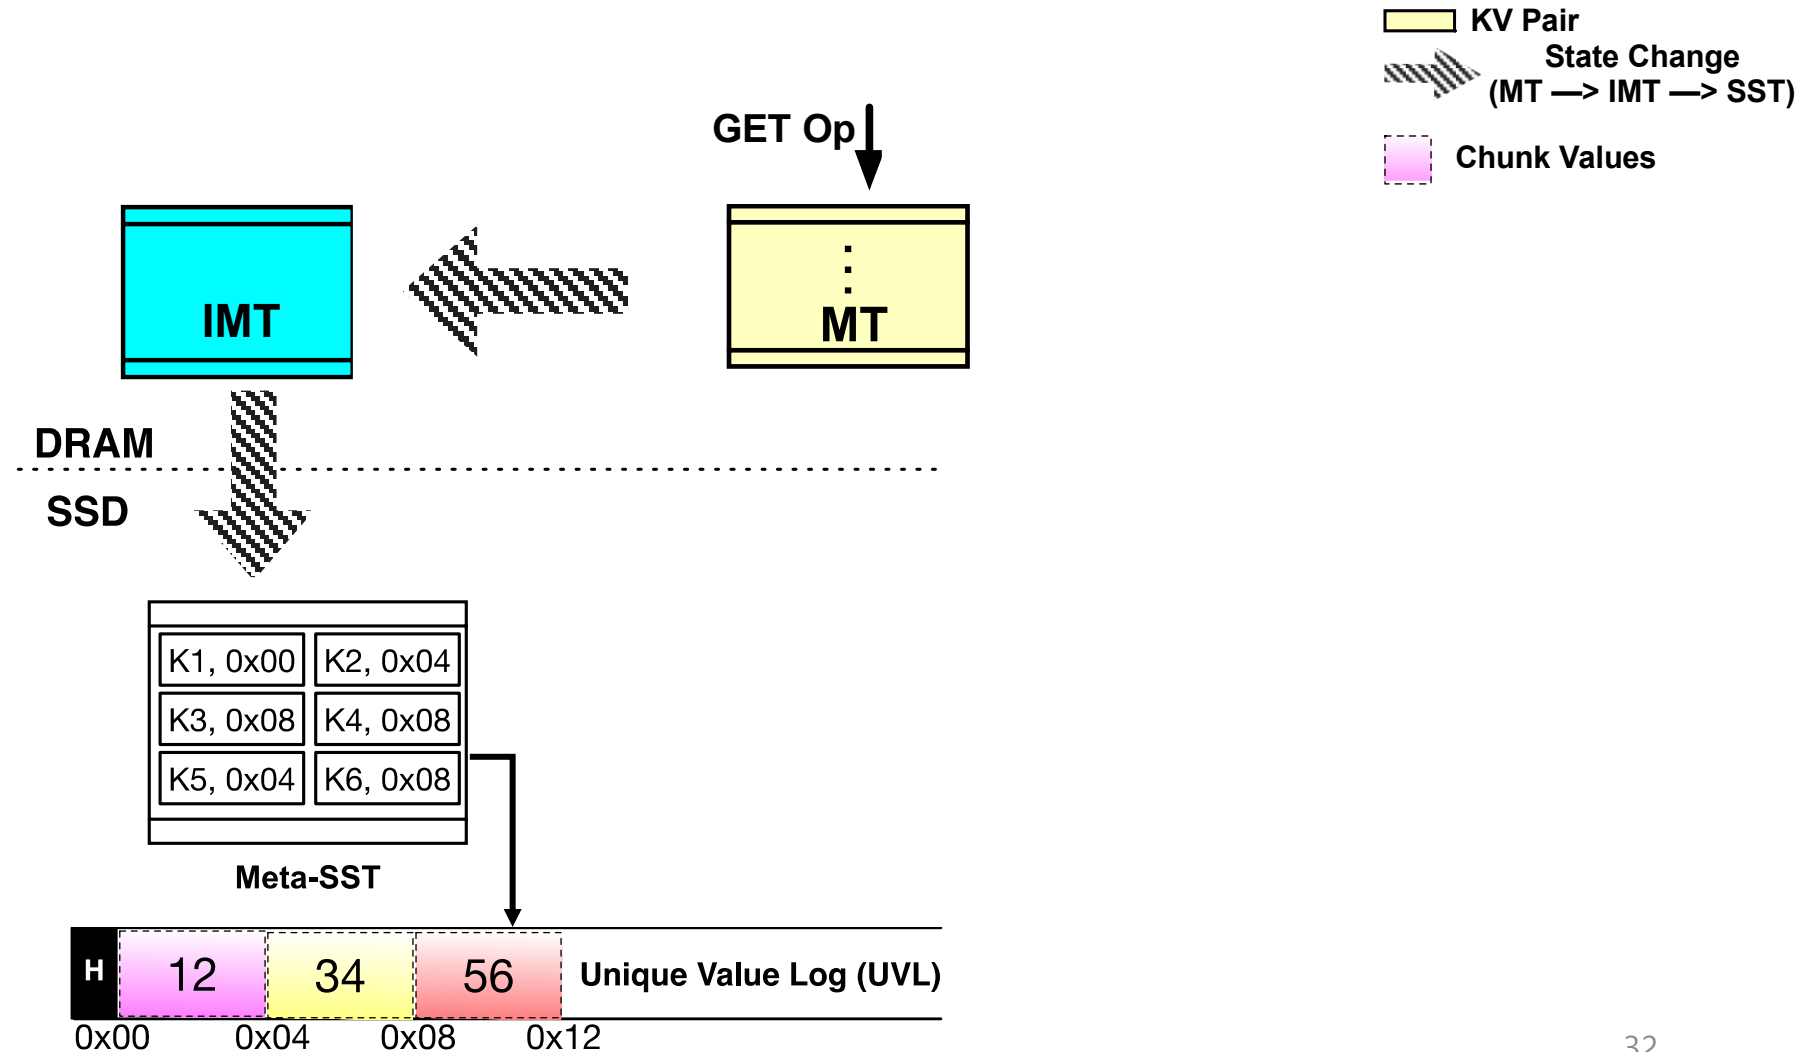 KV Pair
State Change
(MT —> IMT —> SST)
Chunk Values
GET Op
IMT
MT
DRAM
SSD
K1, 0x00 K2, 0x04
K3, 0x08 K4, 0x08
K5, 0x04 K6, 0x08
Meta-SST
H 12 34 56 Unique Value Log (UVL)
0x00 0x04 0x08 0x12
32